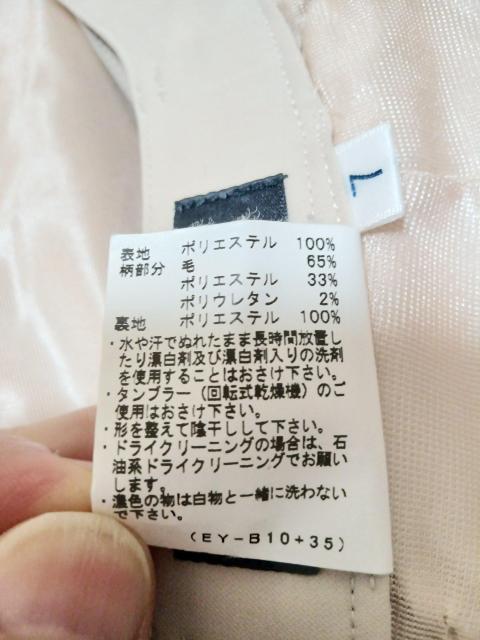 L
表地 ポリエステル 100%
柄部分 毛 65%
ポリエステル 33%
ポリウレタン 2%
裏地 ポリエステル 100%
・水や汗でぬれたまま長時間放置し
たり漂白剤及び漂白剤入りの洗剤
を使用することはおさけ下さい。
・タンブラー（回転式乾燥機）のご
使用はおさけ下さい。
・形を整えて陰干しして下さい。
・ドライクリーニングの場合は、石
油系ドライクリーニングでお願い
します。
・濃色の物は白物と一緒に洗わない
で下さい。
(EY-B10+35)